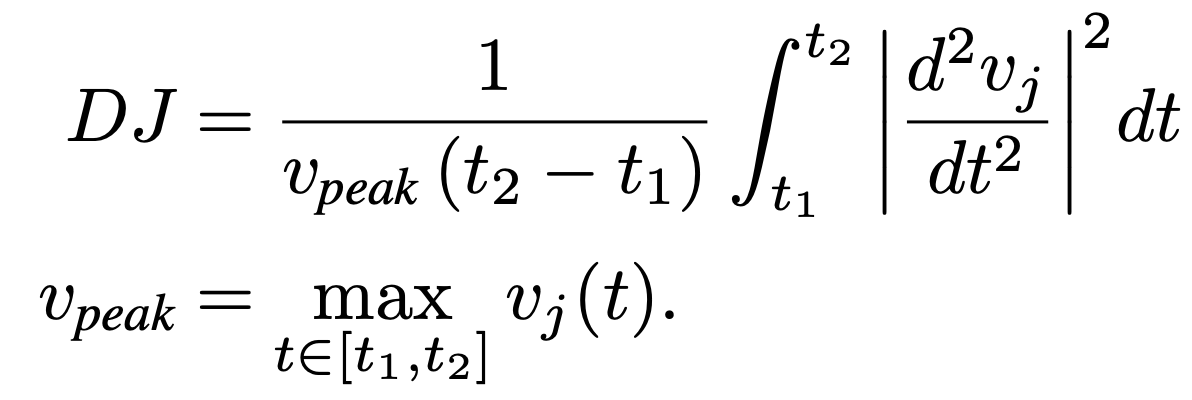 DJ = \frac{1}{v_{peak} (t_2 - t_1)} \int_{t_1}^{t_2} \left| \frac{d^2 v_j}{dt^2} \right|^2 dt
v_{peak} = \max_{t \in [t_1, t_2]} v_j(t).